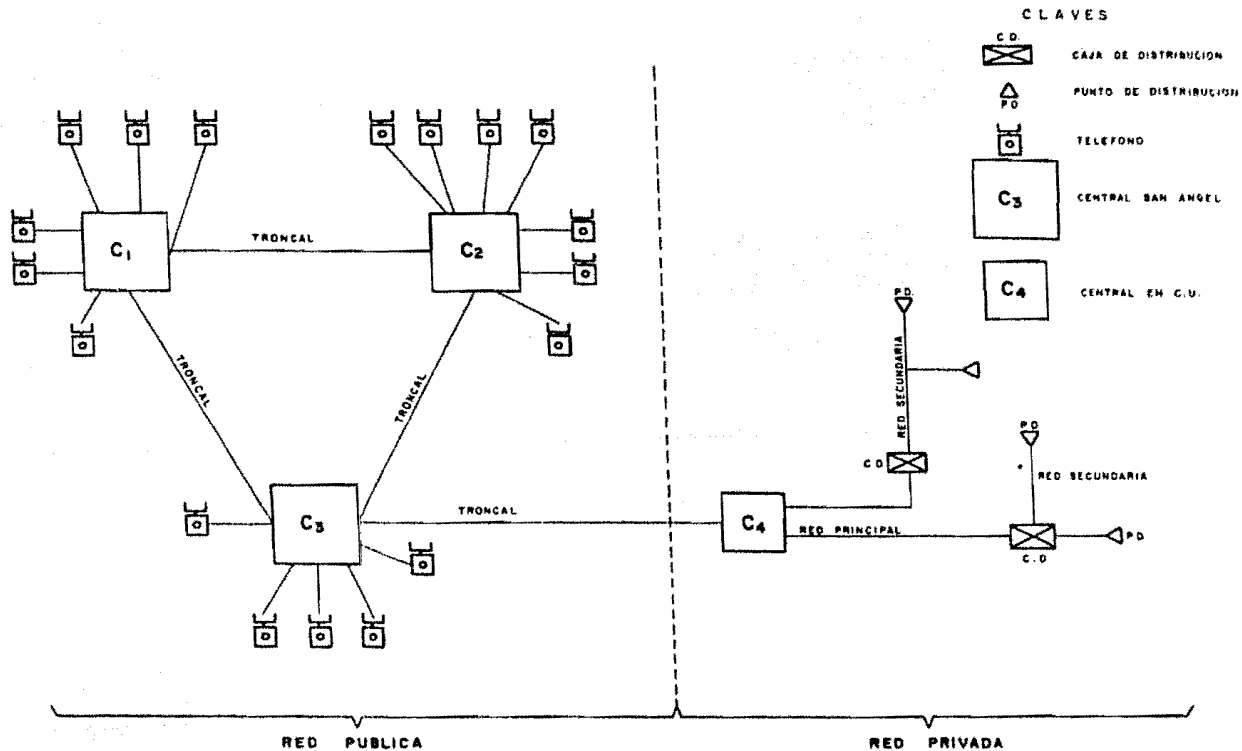 CLAVES
C.D.
CAJA DE DISTRIBUCION
PD
PUNTO DE DISTRIBUCION
TELEFONO
C3
CENTRAL SAN ANGEL
C4
CENTRAL EN C.U.
C1
TRONCAL
C2
TRONCAL
TRONCAL
C3
TRONCAL
C4
RED PRINCIPAL
P.D.
RED SECUNDARIA
C.D
P.D
RED SECUNDARIA
P.D
C.D
RED PUBLICA
RED PRIVADA